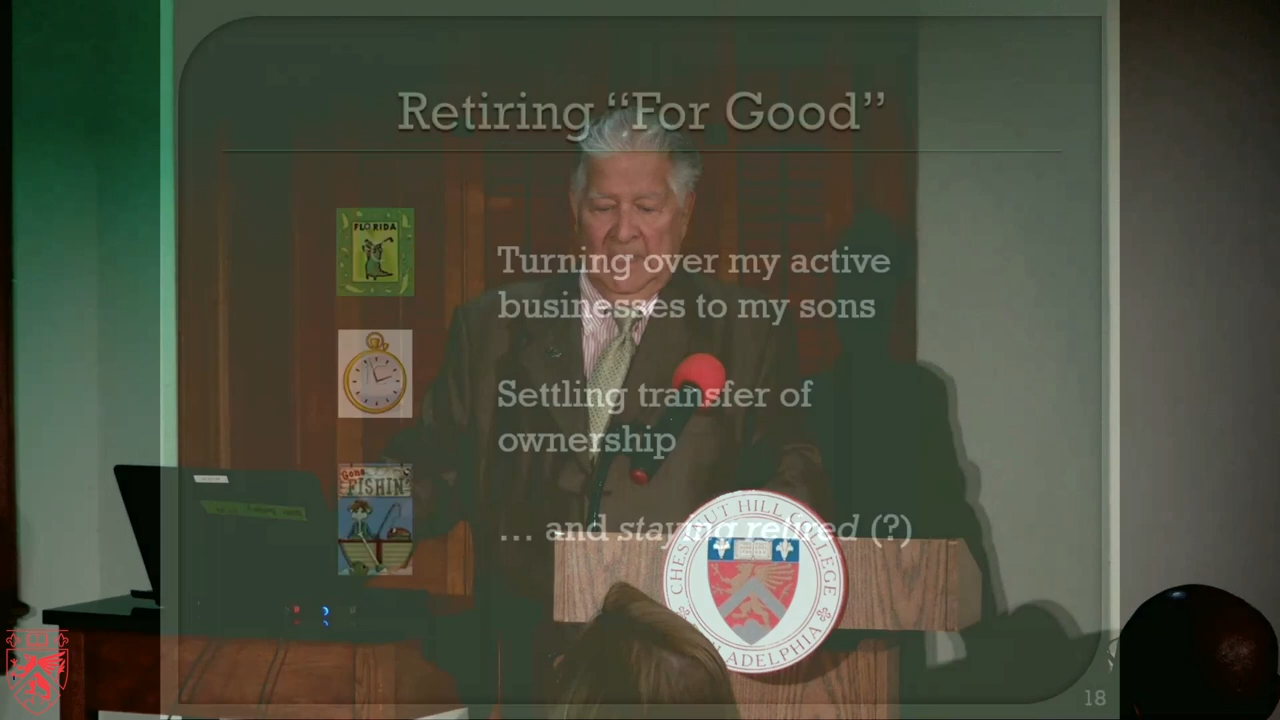 Retiring “For Good”
FLORIDA
Turning over my active
businesses to my sons
Settling transfer of
ownership
Gone
FISHIN'
... and staying retired (?)
CHESTNUT HILL COLLEGE
PHILADELPHIA
18